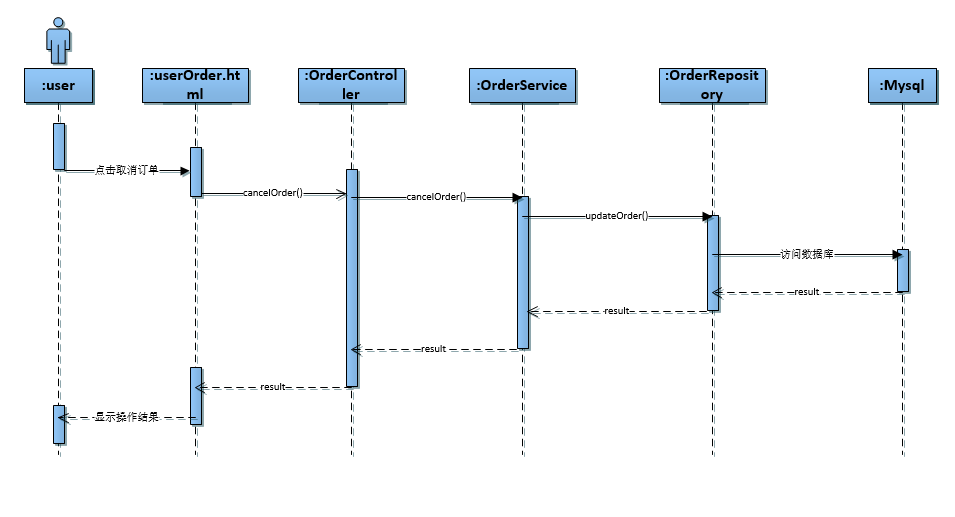 :user
:userOrder.ht
ml
:OrderControl
ler
:OrderService
:OrderReposit
ory
:Mysql
点击取消订单
cancelOrder()
cancelOrder()
updateOrder()
访问数据库
result
result
result
result
显示操作结果